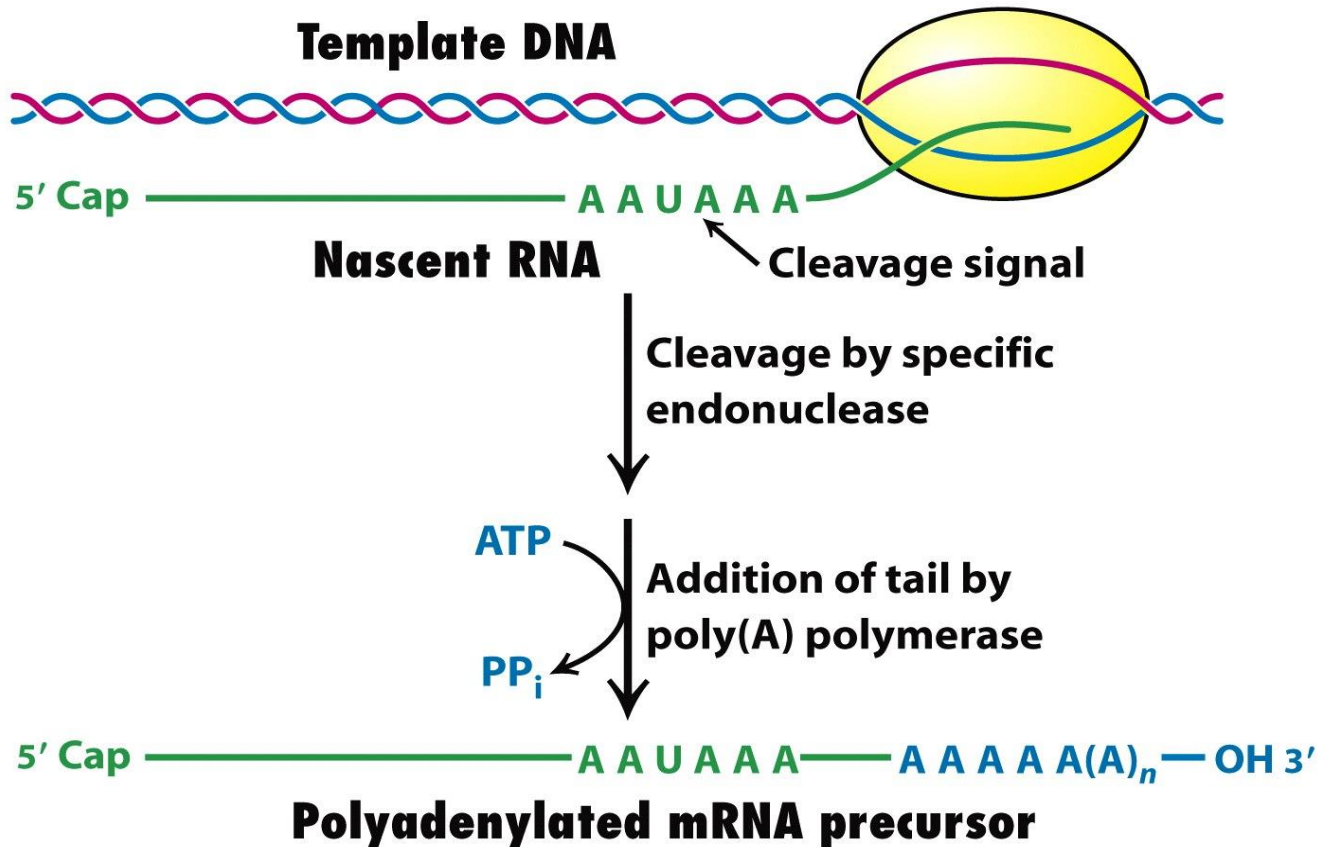 Template DNA
5′ Cap
A A U A A A
Nascent RNA
Cleavage signal
Cleavage by specific
endonuclease
ATP
Addition of tail by
poly(A) polymerase
PPi
5′ Cap
A A U A A A
A A A A A(A)n
OH 3′
Polyadenylated mRNA precursor